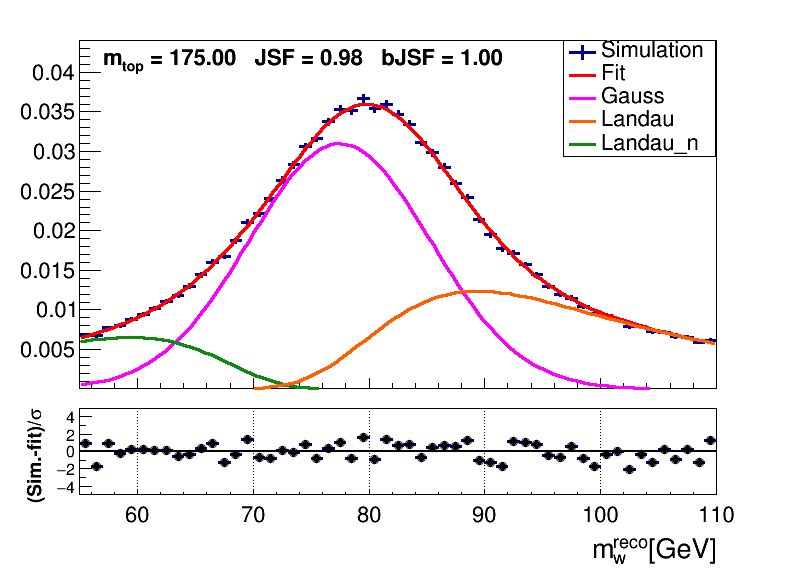 m_top = 175.00 JSF = 0.98 bJSF = 1.00
Simulation
Fit
Gauss
Landau
Landau_n
0.04
0.035
0.03
0.025
0.02
0.015
0.01
0.005
(Sim.-fit)/σ
4
2
0
−2
−4
60 70 80 90 100 110
m_w^reco[GeV]